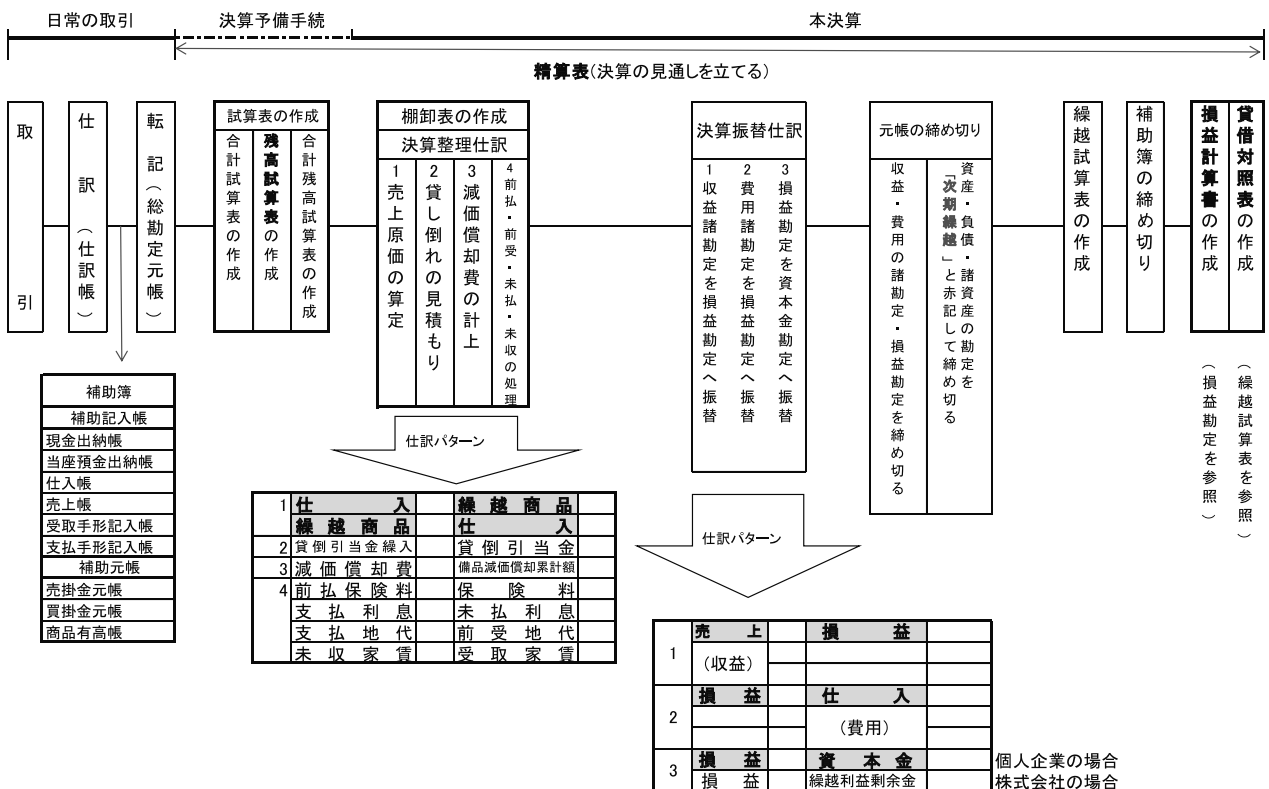 日常の取引
決算予備手続
本決算
精算表(決算の見通しを立てる)
取引
仕訳(仕訳帳)
転記(総勘定元帳)
試算表の作成
合計試算表の作成
残高試算表の作成
合計残高試算表の作成
棚卸表の作成
決算整理仕訳
1 売上原価の算定
2 貸し倒れの見積もり
3 減価償却費の計上
4 前払・前受・未払・未収の処理
決算振替仕訳
1 収益諸勘定を損益勘定へ振替
2 費用諸勘定を損益勘定へ振替
3 損益勘定を資本金勘定へ振替
元帳の締め切り
収益・費用の諸勘定・損益勘定を締め切る
資産・負債・諸資産の勘定を
「次期繰越」と赤記して締め切る
繰越試算表の作成
補助簿の締め切り
損益計算書の作成
貸借対照表の作成
(損益勘定を参照)
(繰越試算表を参照)
補助簿
補助記入帳
現金出納帳
当座預金出納帳
仕入帳
売上帳
受取手形記入帳
支払手形記入帳
補助元帳
売掛金元帳
買掛金元帳
商品有高帳
仕訳パターン
1 仕入 繰越商品
繰越商品 仕入
2 貸倒引当金繰入 貸倒引当金
3 減価償却費 備品減価償却累計額
4 前払保険料 保険料
支払利息 未払利息
支払地代 前受地代
未収家賃 受取家賃
仕訳パターン
1 売上 損益
(収益)
2 損益 仕入
(費用)
3 損益 資本金 個人企業の場合
損益 繰越利益剰余金 株式会社の場合